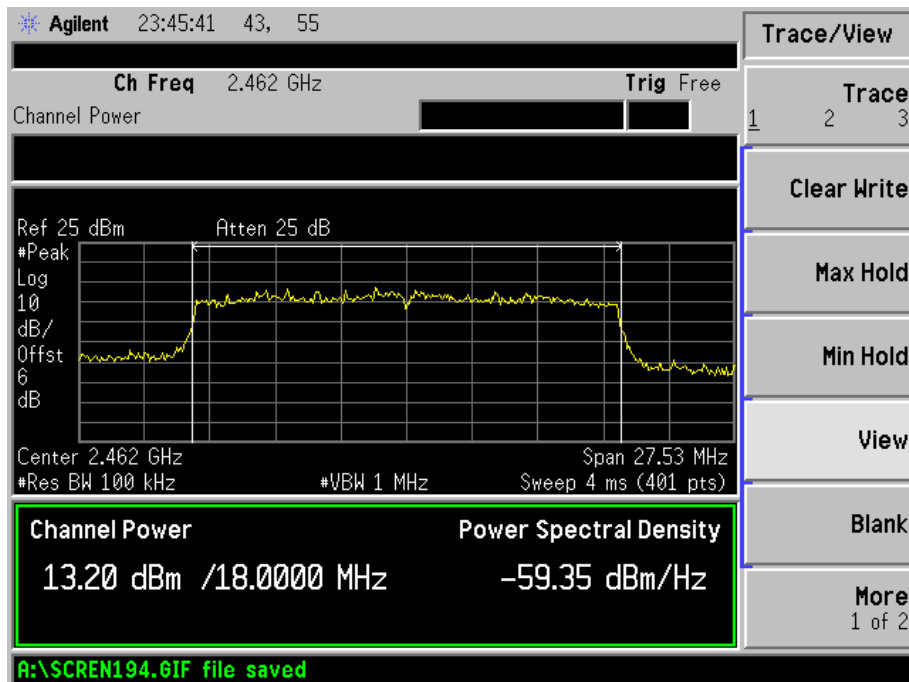 Agilent 23:45:41 43, 55
Trace/View
Ch Freq 2.462 GHz Trig Free
Channel Power
Trace
1 2 3
Clear Write
Max Hold
Min Hold
View
Blank
More
1 of 2
Ref 25 dBm Atten 25 dB
#Peak
Log
10
dB/
Offst
6
dB
Center 2.462 GHz Span 27.53 MHz
#Res BW 100 kHz #VBW 1 MHz Sweep 4 ms (401 pts)
Channel Power Power Spectral Density
13.20 dBm /18.0000 MHz -59.35 dBm/Hz
A:\SCREN194.GIF file saved